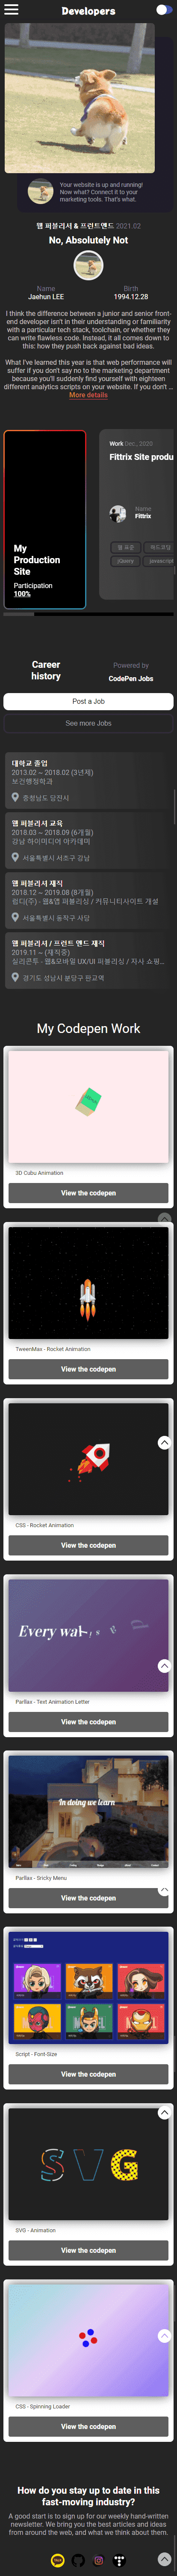 Developers
Your website is up and running!
Now what? Connect it to your
marketing tools. That's what.
웹 퍼블리셔 & 프런트앤드 2021.02
No, Absolutely Not
Name
Jaehun LEE
Birth
1994.12.28
I think the difference between a junior and senior front-
end developer isn't in their understanding or familiarity
with a particular tech stack, toolchain, or whether they
can write flawless code. Instead, it all comes down to
this: how they push back against bad ideas.
What I've learned this year is that web performance will
suffer if you don't say no to the marketing department
because you'll suddenly find yourself with eighteen
different analytics scripts on your website. If you don't ...
More details
My
Production
Site
Participation
100%
Work Dec, 2020
Fittrix Site produ
Name
Fittrix
웹 표준
하드코딩
jQuery
javascript
Career
history
Powered by
CodePen Jobs
Post a Job
See more Jobs
대학교 졸업
2013.02 ~ 2018.02 (3년제)
보건행정학과
충청남도 당진시
웹 퍼블리셔 교육
2018.03 ~ 2018.09 (6개월)
강남 하이미디어 아카데미
서울특별시 서초구 강남
웹 퍼블리셔 재직
2018.12 ~ 2019.08 (8개월)
럼디(주) - 웹&앱 퍼블리싱 / 커뮤니티사이트 개설
서울특별시 동작구 사당
웹 퍼블리셔 / 프런트 앤드 재직
2019.11 ~ (재직중)
실리콘투 - 웹&모바일 UX/UI 퍼블리싱 / 자사 쇼핑...
경기도 성남시 분당구 판교역
My Codepen Work
3D Cubu Animation
View the codepen
TweenMax - Rocket Animation
View the codepen
CSS - Rocket Animation
View the codepen
Every wa
Parllax - Text Animation Letter
View the codepen
In doing we learn
Parllax - Sricky Menu
View the codepen
Script - Font-Size
View the codepen
SVG
SVG - Animation
View the codepen
CSS - Spinning Loader
View the codepen
How do you stay up to date in this
fast-moving industry?
A good start is to sign up for our weekly hand-written
newsletter. We bring you the best articles and ideas
from around the web, and what we think about them.